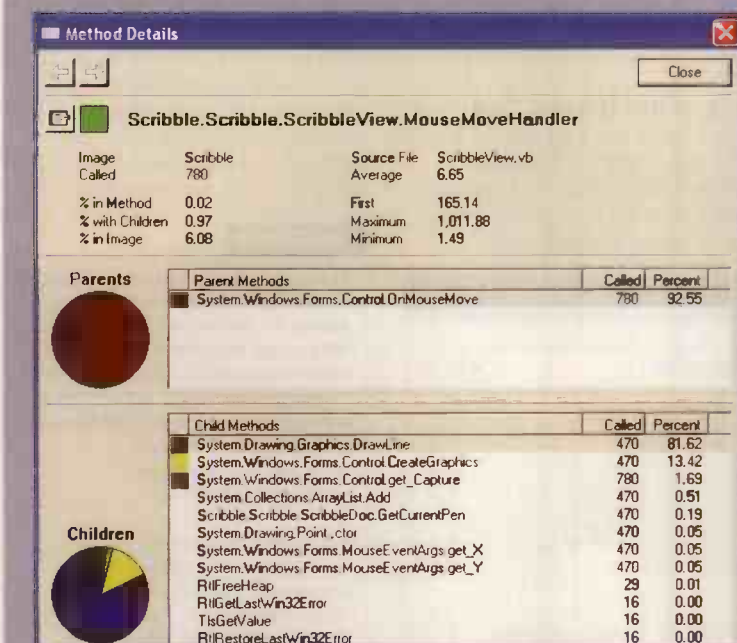 Method Details
Close
Scribble.Scribble.ScribbleView.MouseMoveHandler
Image Scribble Source File ScribbleView.vb
Called 780 Average 6.65
% in Method 0.02 First 165.14
% with Children 0.97 Maximum 1,011.88
% in Image 6.08 Minimum 1.49
Parents
Parent Methods Called Percent
System.Windows.Forms.Control.OnMouseMove 780 92.55
Child Methods Called Percent
System.Drawing.Graphics.DrawLine 470 81.62
System.Windows.Forms.Control.CreateGraphics 470 13.42
System.Windows.Forms.Control.get_Capture 780 1.69
System.Collections.ArrayList.Add 470 0.51
Scribble.Scribble.ScribbleDoc.GetCurrentPen 470 0.19
Children
System.Drawing.Point..ctor 470 0.05
System.Windows.Forms.MouseEventArgs.get_X 470 0.05
System.Windows.Forms.MouseEventArgs.get_Y 470 0.05
RtlFreeHeap 29 0.01
RtlGetLastWin32Error 16 0.00
TlsGetValue 16 0.00
RtlRestoreLastWin32Error 16 0.00